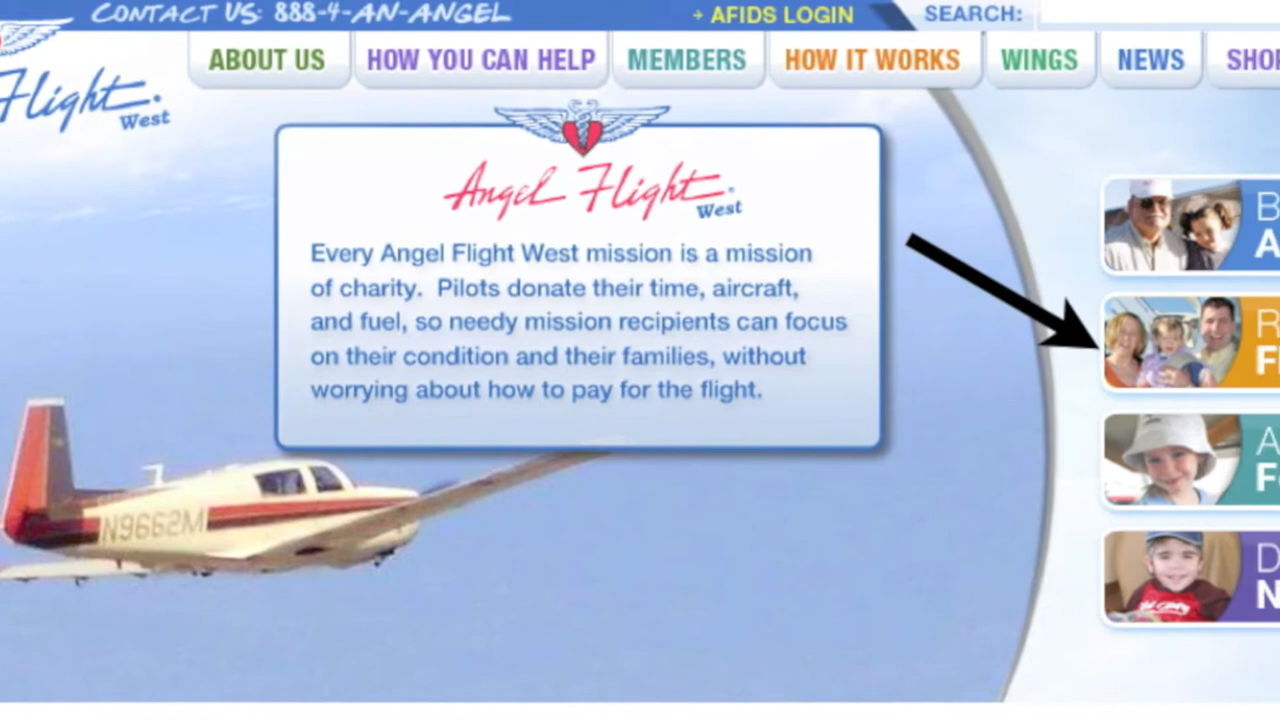 CONTACT US: 888-4-AN-ANGEL
AFIDS LOGIN
SEARCH:
Flight West
ABOUT US
HOW YOU CAN HELP
MEMBERS
HOW IT WORKS
WINGS
NEWS
Angel Flight West
Every Angel Flight West mission is a mission
of charity. Pilots donate their time, aircraft,
and fuel, so needy mission recipients can focus
on their condition and their families, without
worrying about how to pay for the flight.
N9662M